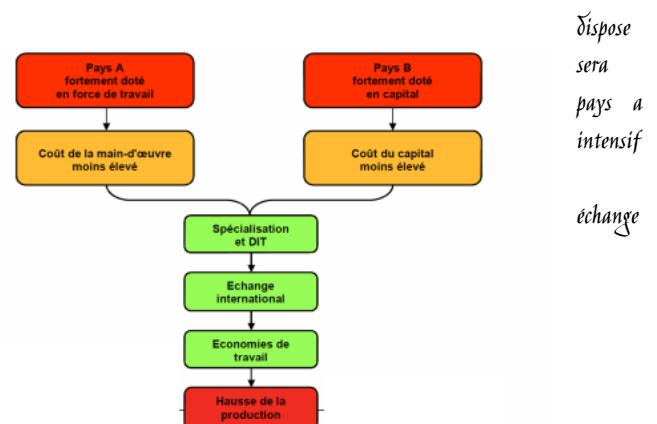 Pays A
fortement doté
en force de travail
Pays B
fortement doté
en capital
Coût de la main-d'œuvre
moins élevé
Coût du capital
moins élevé
Spécialisation
et DIT
Echange
international
Economies de
travail
Hausse de la
production
dispose
sera
pays a
intensif
échange